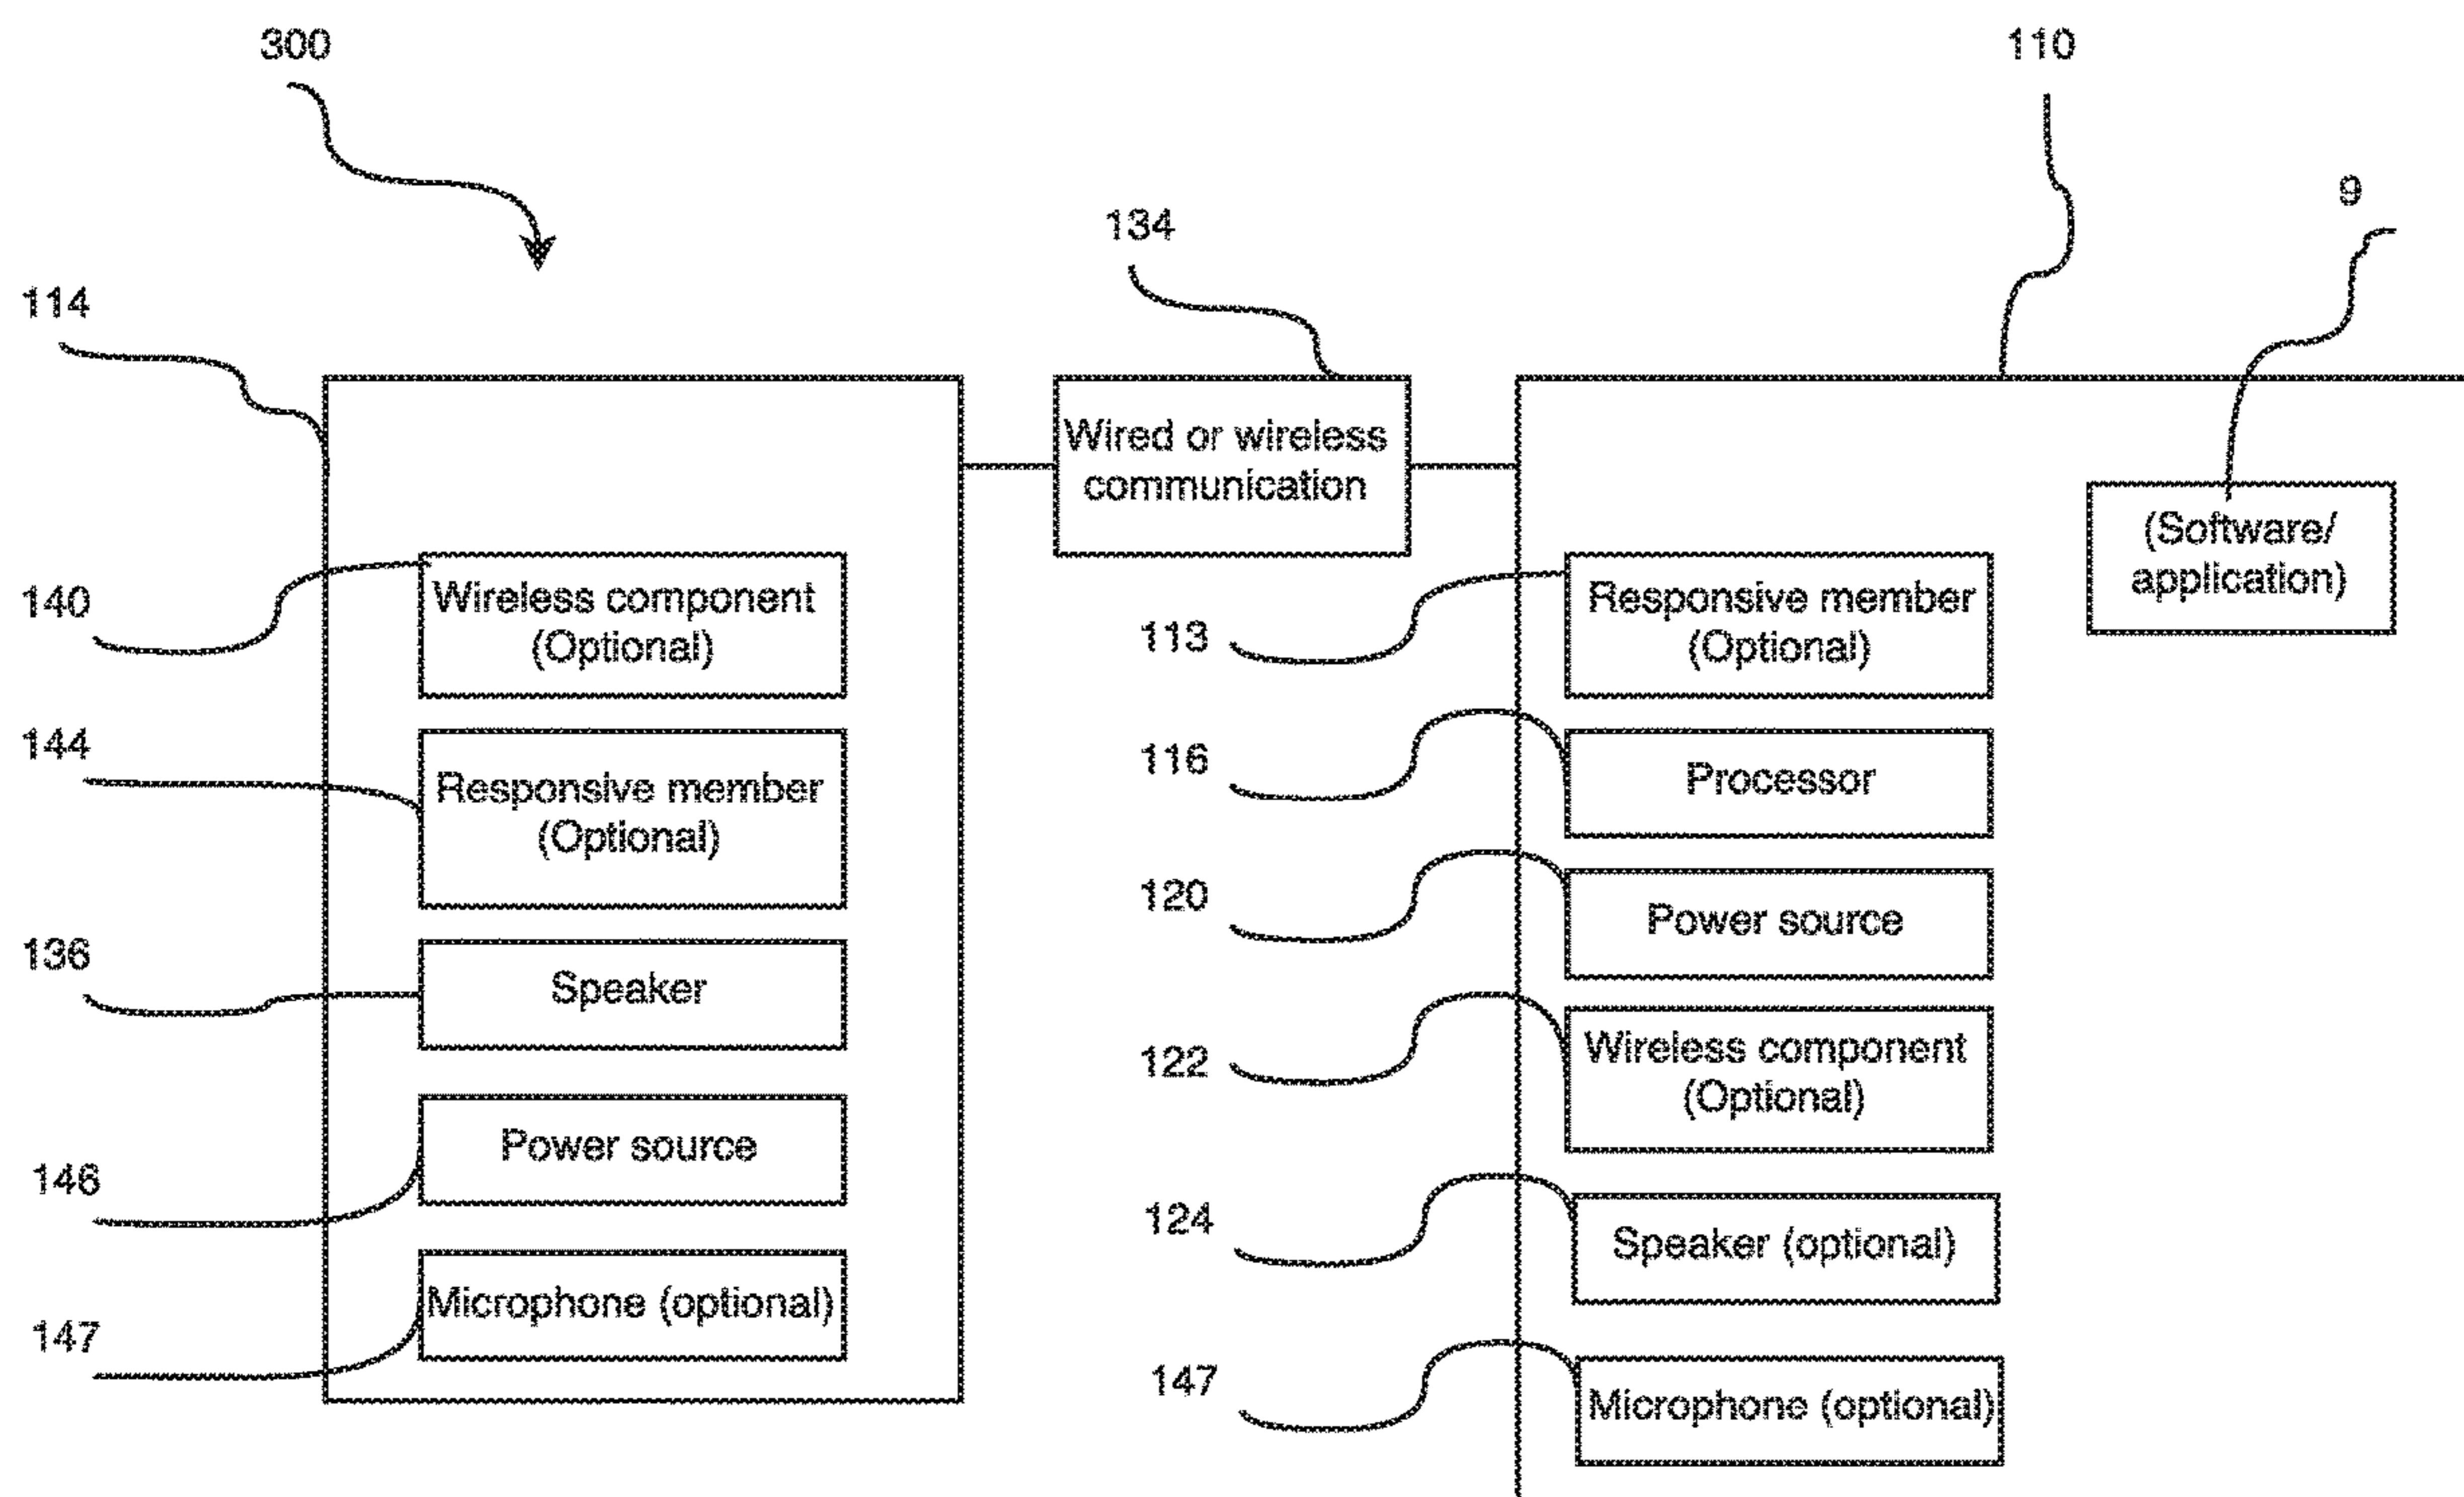 300
110
9
134
114
Wired or wireless
communication
(Software/
application)
140
Wireless component
(Optional)
144
Responsive member
(Optional)
136
Speaker
146
Power source
147
Microphone (optional)
113
Responsive member
(Optional)
116
Processor
120
Power source
122
Wireless component
(Optional)
124
Speaker (optional)
147
Microphone (optional)